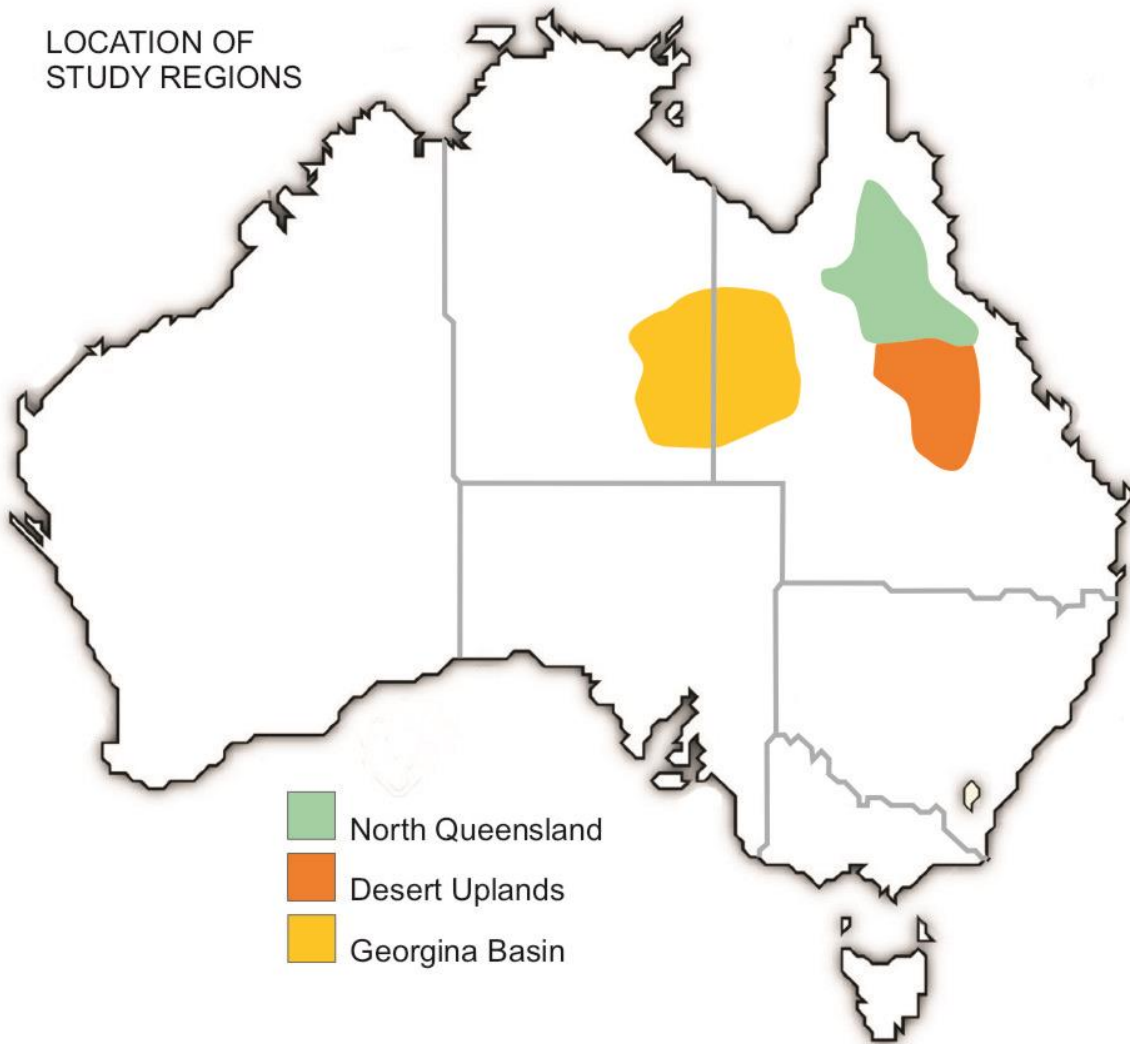 LOCATION OF
STUDY REGIONS
North Queensland
Desert Uplands
Georgina Basin